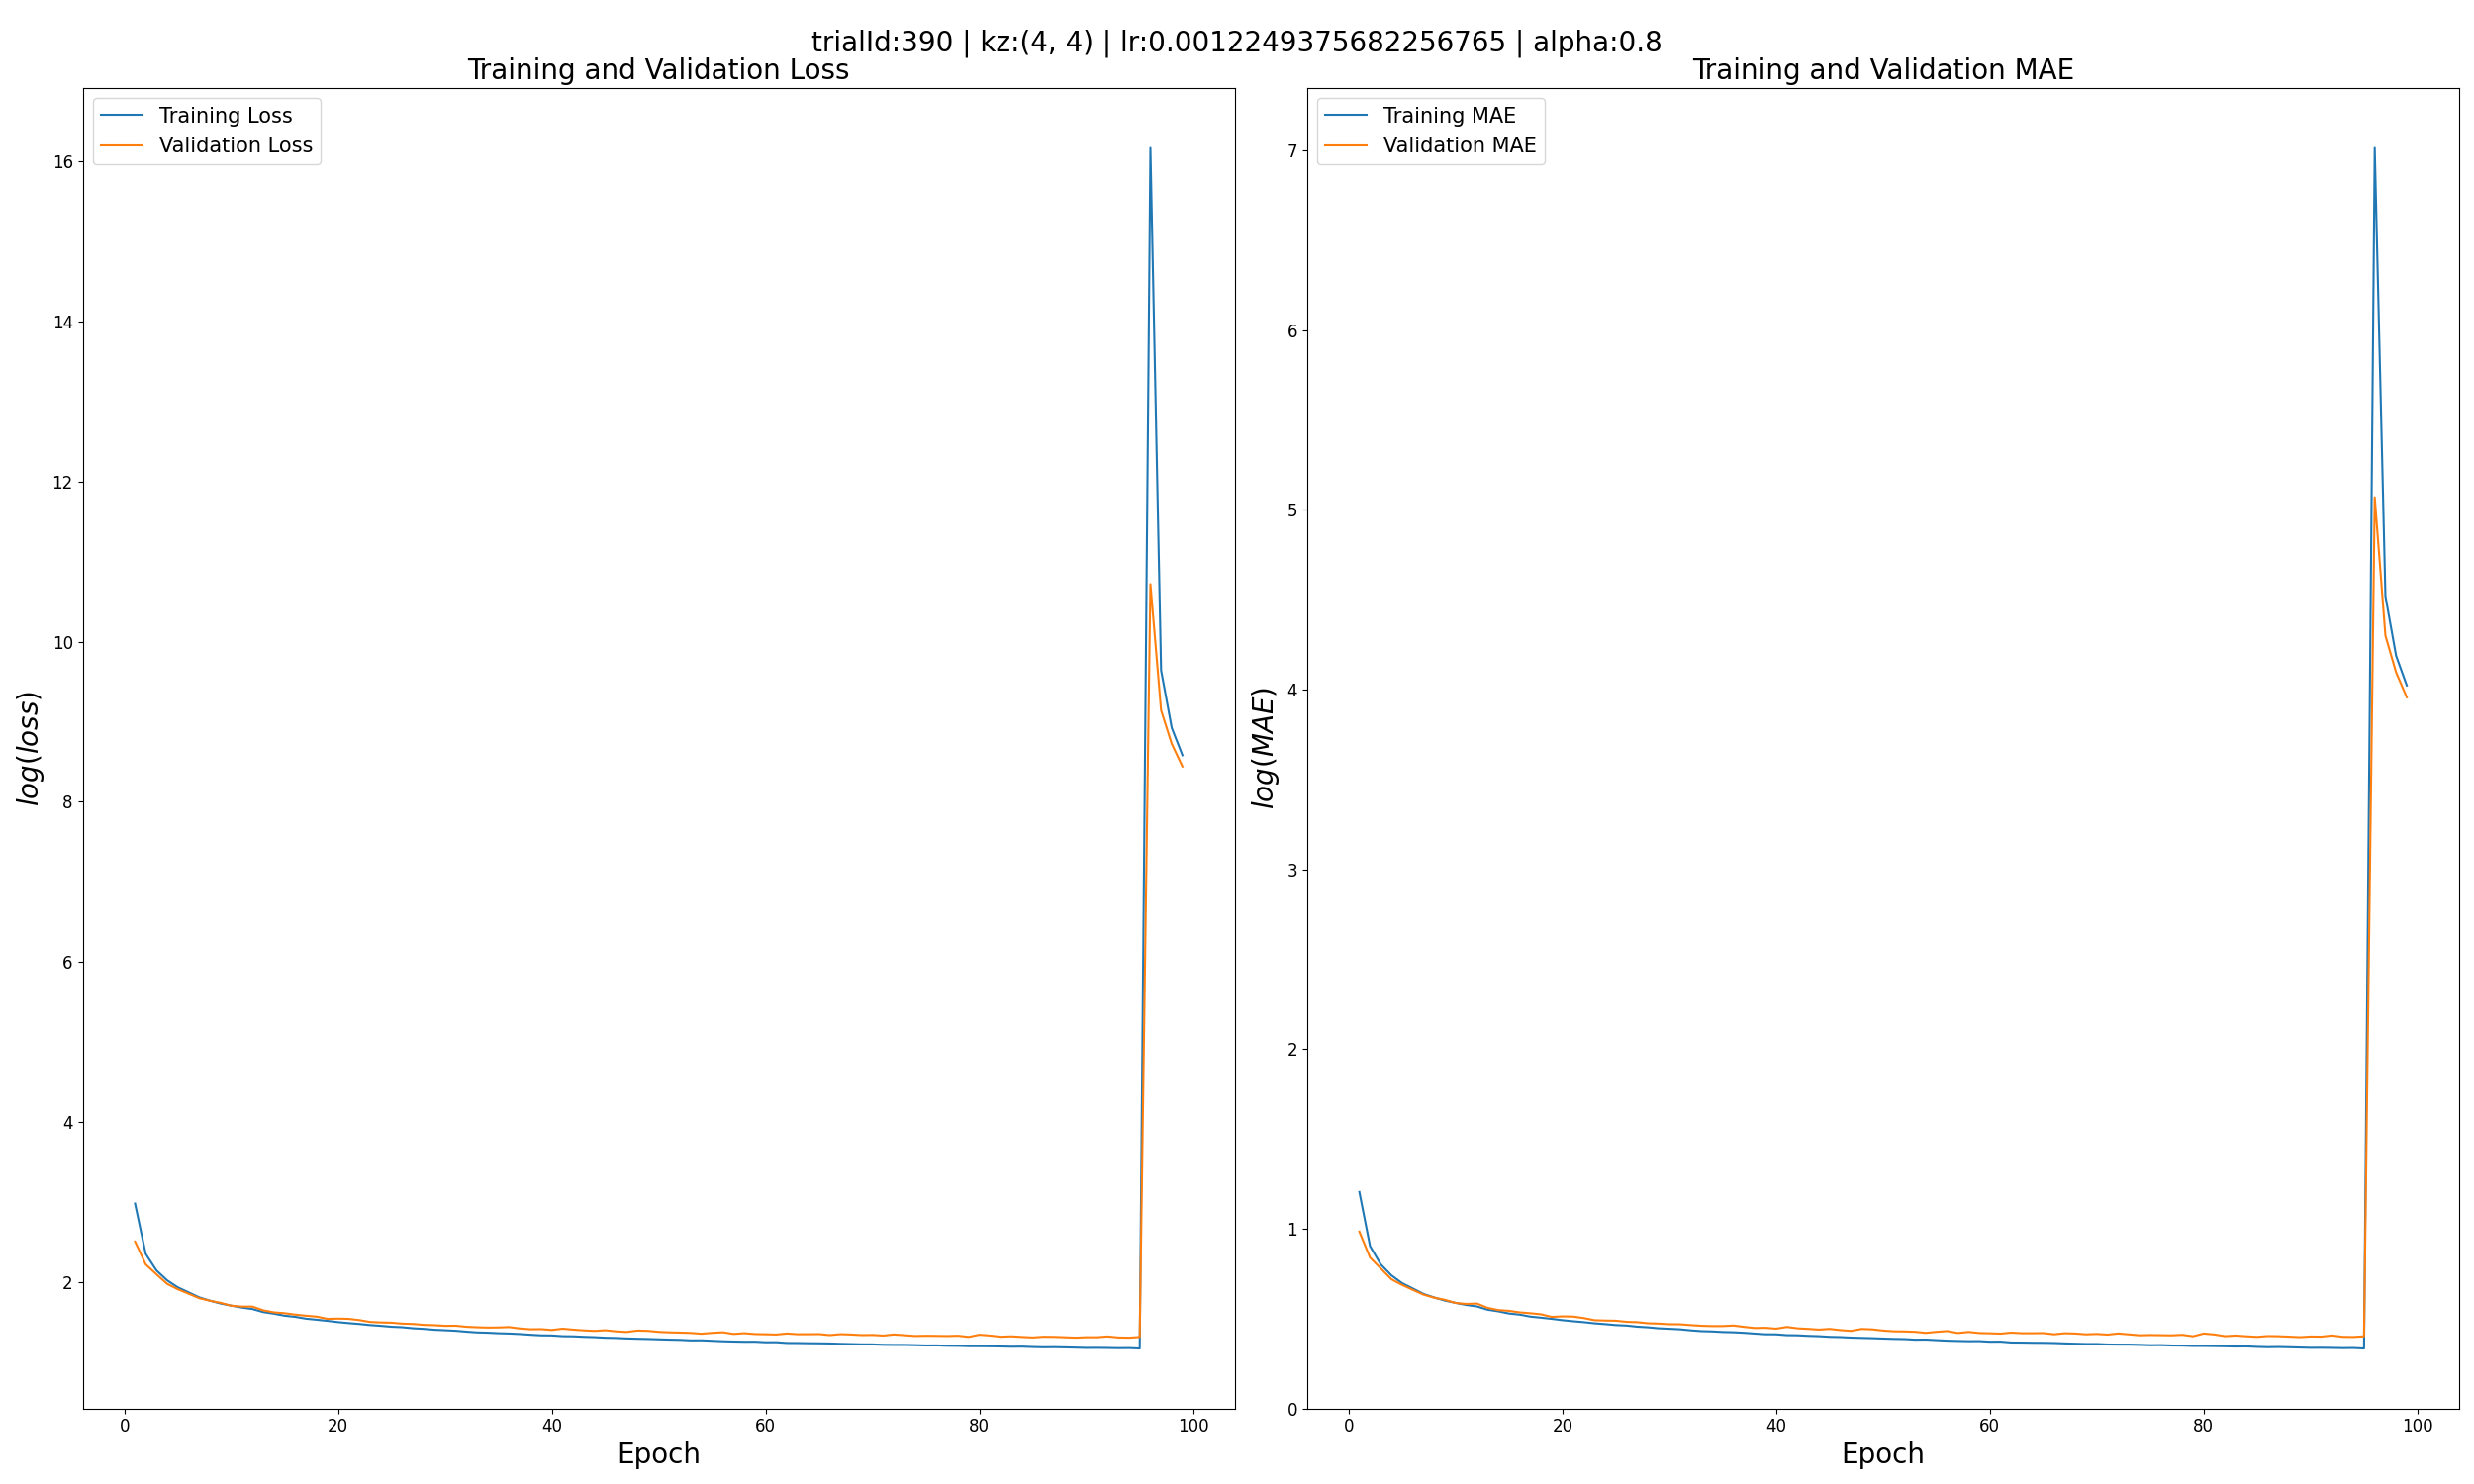 trialId:390 | kz:(4, 4) | lr:0.0012249375682256765 | alpha:0.8
Training and Validation Loss
Training Loss
Validation Loss
16
14
12
10
8
6
4
2
log(loss)
0 20 40 60 80 100
Epoch
Training and Validation MAE
Training MAE
Validation MAE
7
6
5
4
3
2
1
0
log(MAE)
0 20 40 60 80 100
Epoch